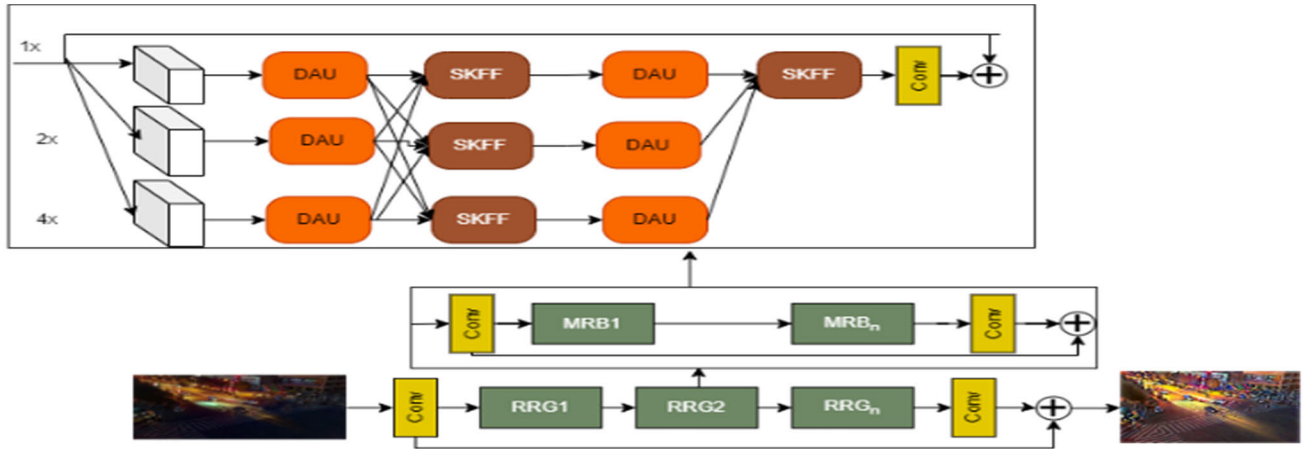 1x
DAU
SKFF
DAU
SKFF
Conv
2x
DAU
SKFF
DAU
4x
DAU
SKFF
DAU
Conv
MRB1
MRBn
Conv
Conv
RRG1
RRG2
RRGn
Conv